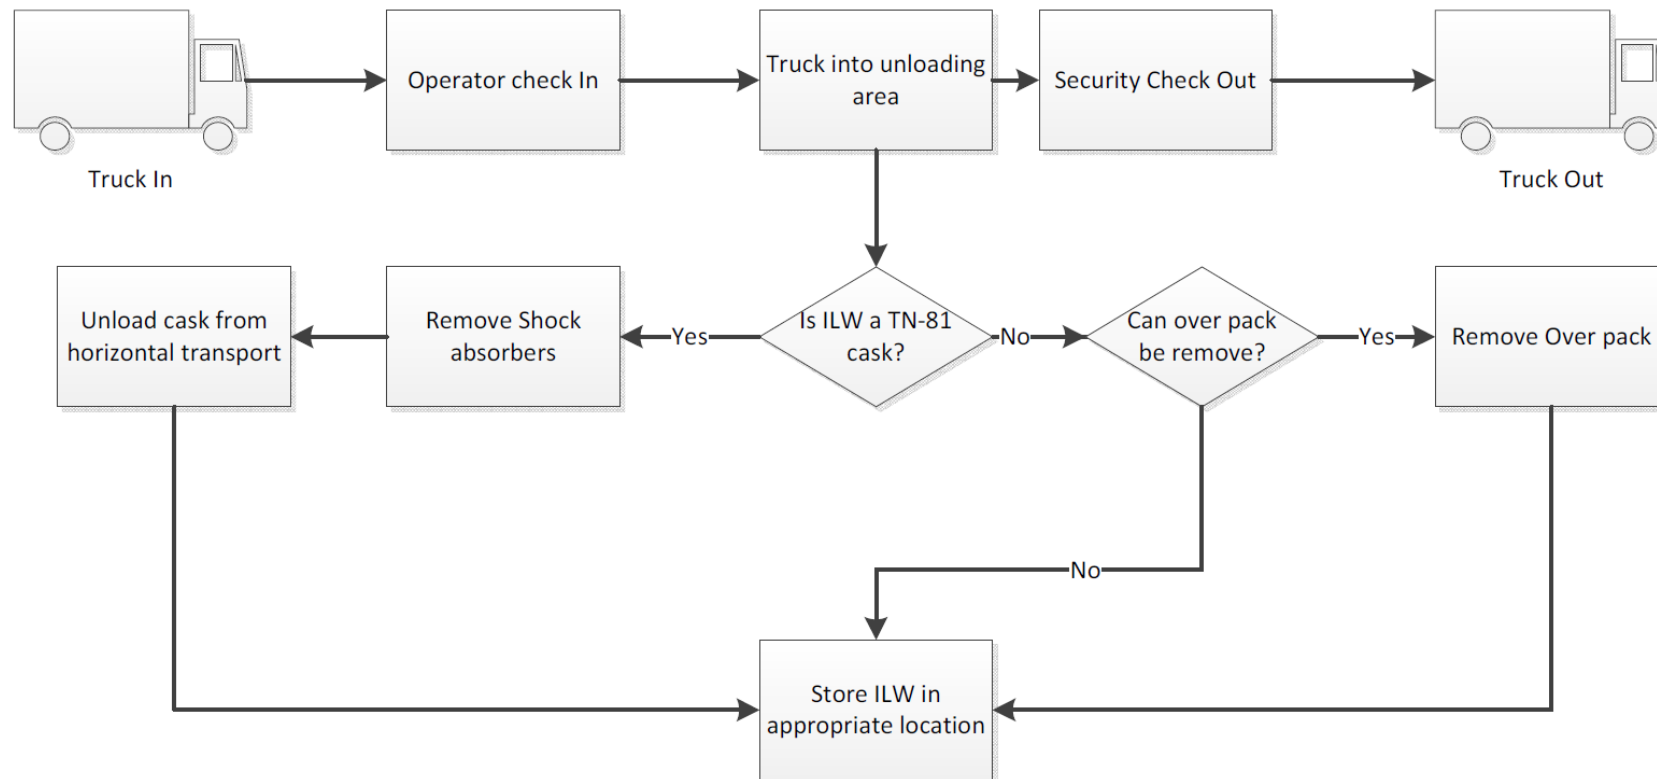 Operator check In
Truck into unloading
area
Security Check Out
Truck In
Truck Out
Unload cask from
horizontal transport
Remove Shock
absorbers
Yes
Is ILW a TN-81
cask?
No
Can over pack
be remove?
Yes
Remove Over pack
No
Store ILW in
appropriate location